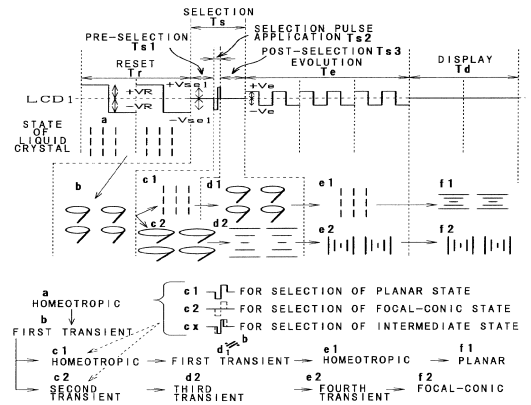 SELECTION
Ts
PRE-SELECTION
Ts1
SELECTION PULSE
APPLICATION Ts2
POST-SELECTION Ts3
RESET
Tr
EVOLUTION
Te
DISPLAY
Td
LCD1
+VR
-VR
+Vse1
-Vse1
+Ve
-Ve
STATE
OF
LIQUID
CRYSTAL
a
b
c1
d1
e1
f1
c2
d2
e2
f2
a
HOMEOTROPIC
b
FIRST TRANSIENT
c1 FOR SELECTION OF PLANAR STATE
c2 FOR SELECTION OF FOCAL-CONIC STATE
cx FOR SELECTION OF INTERMEDIATE STATE
c1 d1≒b e1 f1
HOMEOTROPIC FIRST TRANSIENT HOMEOTROPIC PLANAR
c2 d2 e2 f2
SECOND TRANSIENT THIRD TRANSIENT FOURTH TRANSIENT FOCAL-CONIC